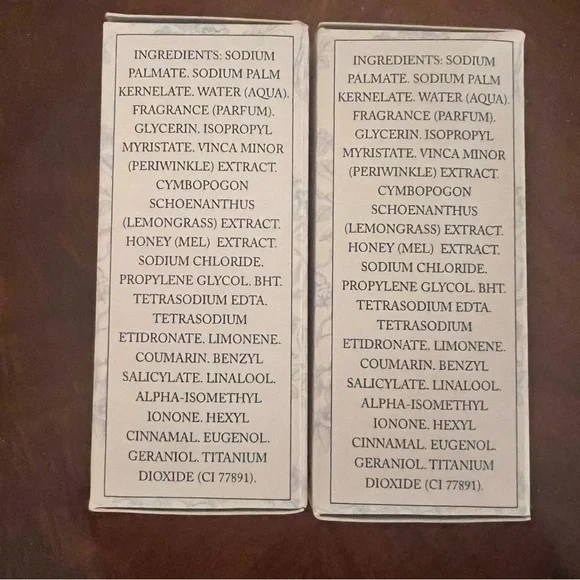 INGREDIENTS: SODIUM
PALMATE. SODIUM PALM
KERNELATE. WATER (AQUA).
FRAGRANCE (PARFUM).
GLYCERIN. ISOPROPYL
MYRISTATE. VINCA MINOR
(PERIWINKLE) EXTRACT.
CYMBOPOGON
SCHOENANTHUS
(LEMONGRASS) EXTRACT.
HONEY (MEL) EXTRACT.
SODIUM CHLORIDE.
PROPYLENE GLYCOL. BHT.
TETRASODIUM EDTA.
TETRASODIUM
ETIDRONATE. LIMONENE.
COUMARIN. BENZYL
SALICYLATE. LINALOOL.
ALPHA-ISOMETHYL
IONONE. HEXYL
CINNAMAL. EUGENOL.
GERANIOL. TITANIUM
DIOXIDE (CI 77891).
INGREDIENTS: SODIUM
PALMATE. SODIUM PALM
KERNELATE. WATER (AQUA).
FRAGRANCE (PARFUM).
GLYCERIN. ISOPROPYL
MYRISTATE. VINCA MINOR
(PERIWINKLE) EXTRACT.
CYMBOPOGON
SCHOENANTHUS
(LEMONGRASS) EXTRACT.
HONEY (MEL) EXTRACT.
SODIUM CHLORIDE.
PROPYLENE GLYCOL. BHT.
TETRASODIUM EDTA.
TETRASODIUM
ETIDRONATE. LIMONENE.
COUMARIN. BENZYL
SALICYLATE. LINALOOL.
ALPHA-ISOMETHYL
IONONE. HEXYL
CINNAMAL. EUGENOL.
GERANIOL. TITANIUM
DIOXIDE (CI 77891).